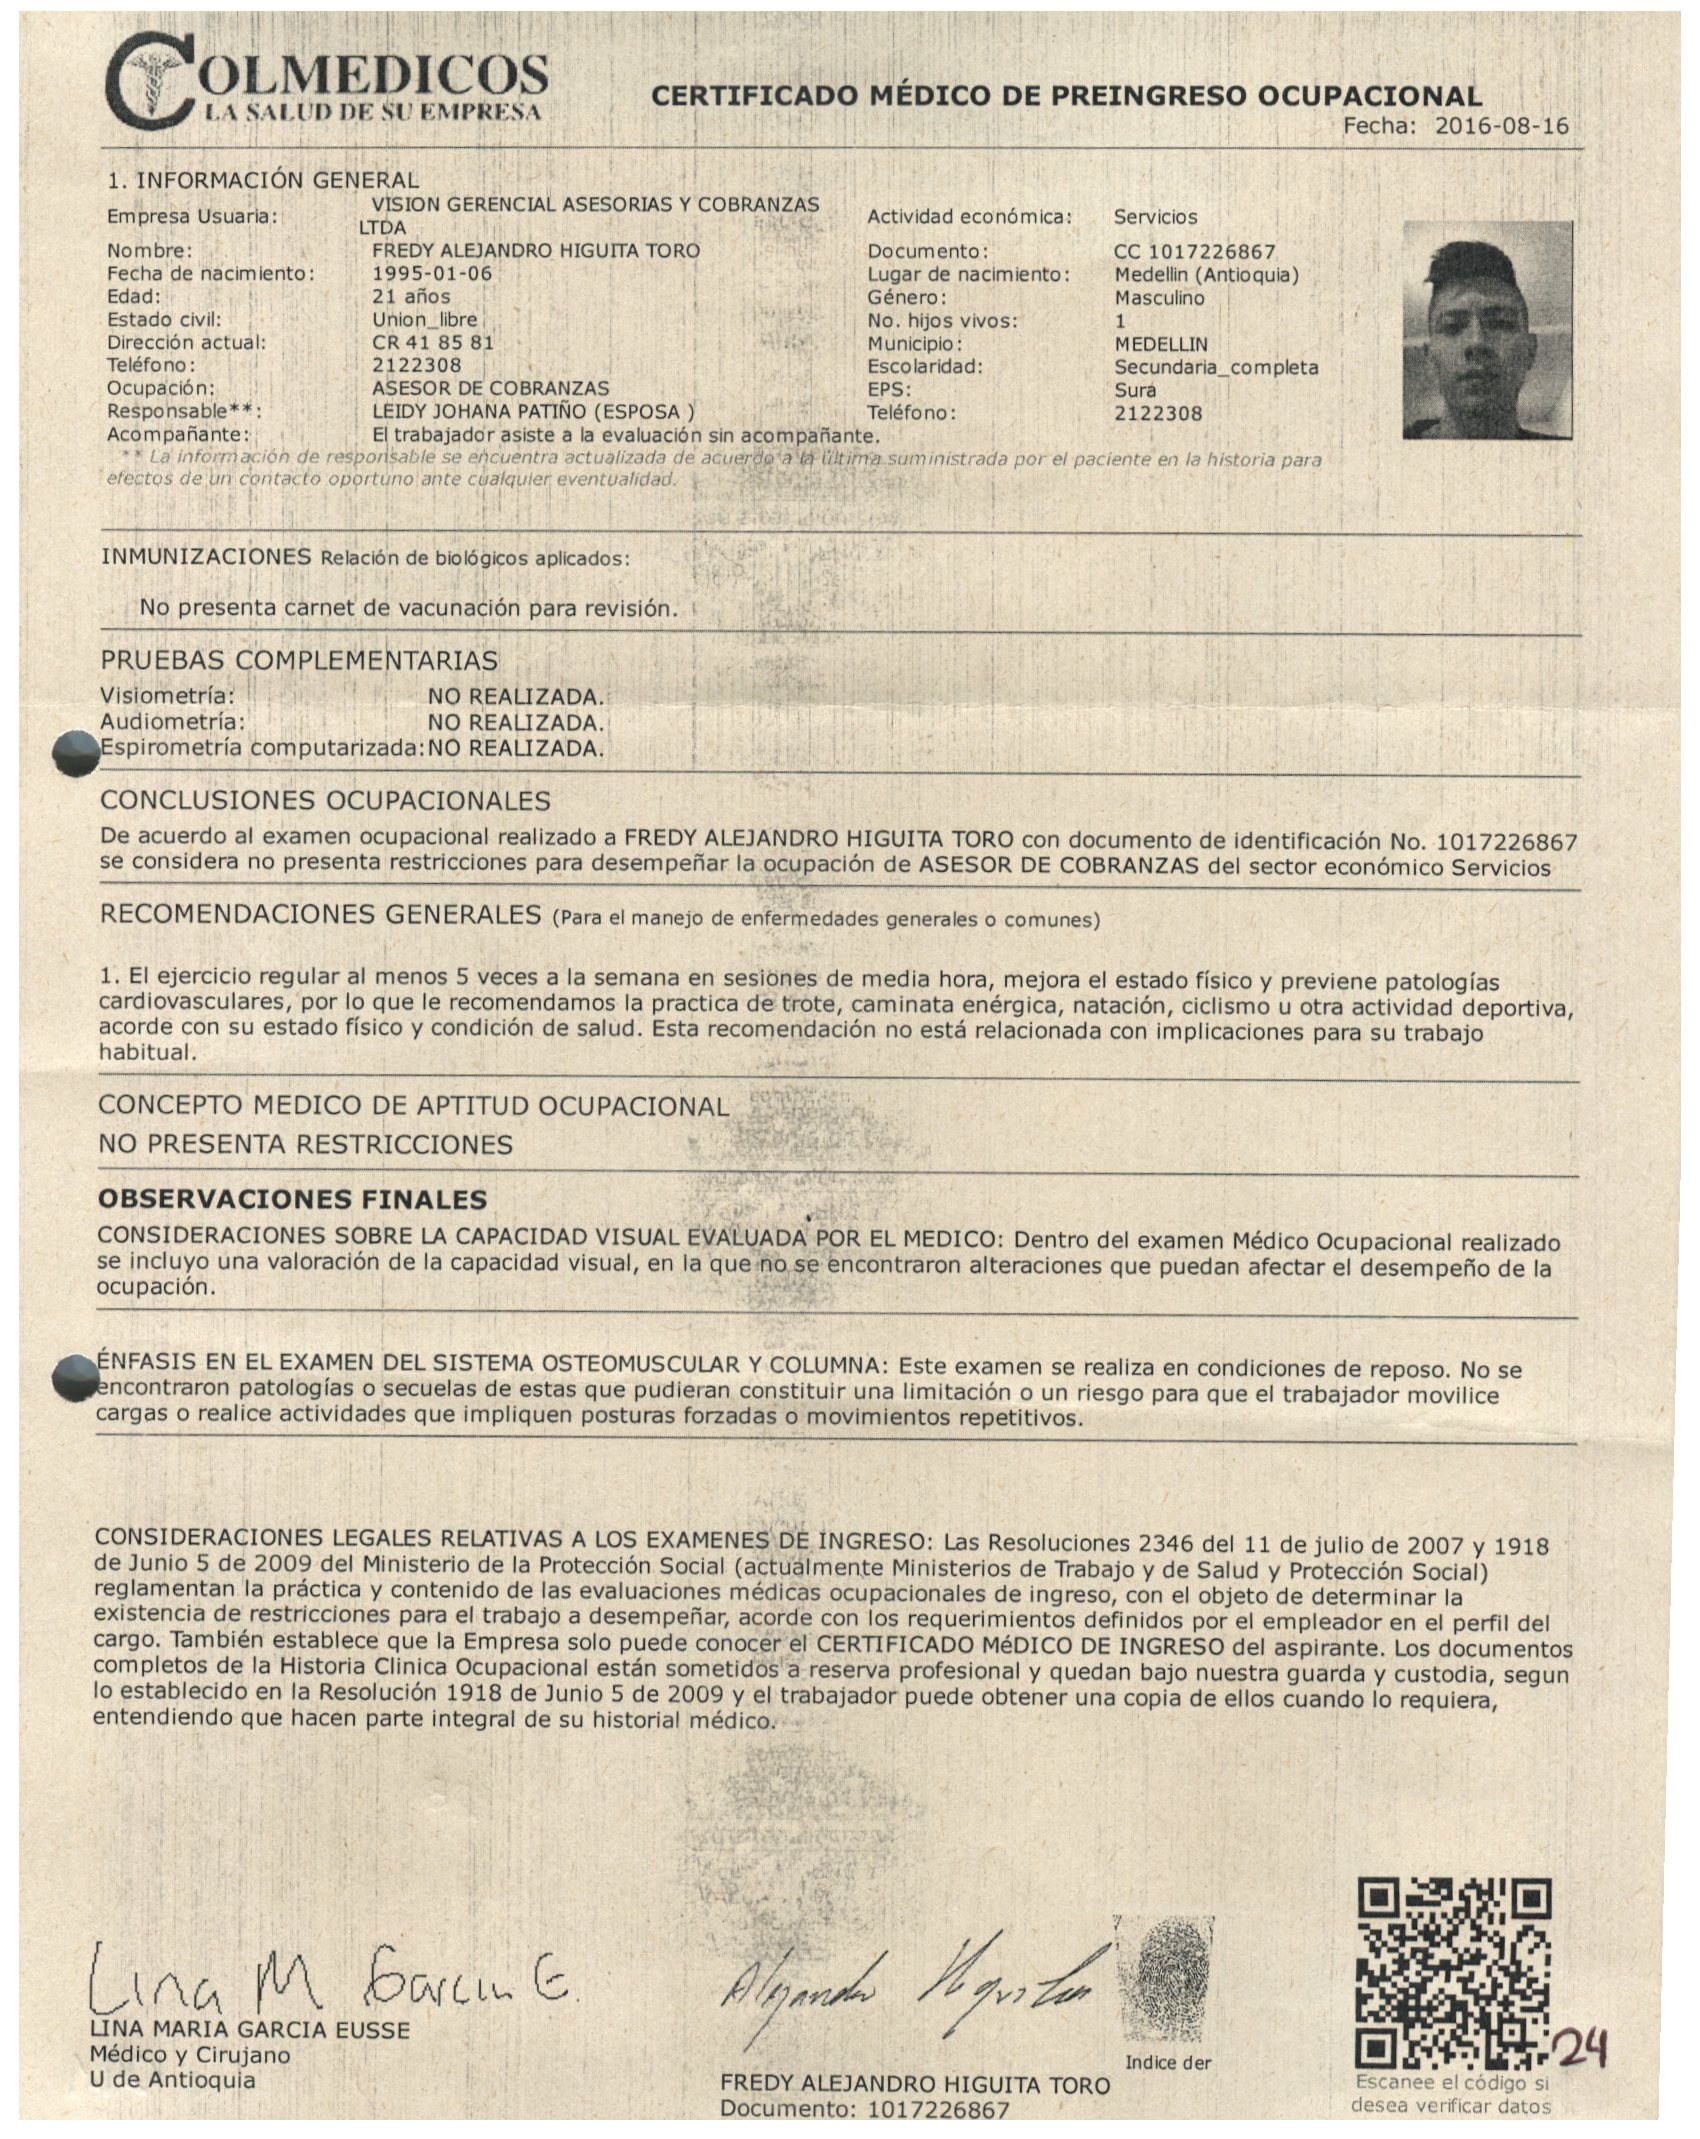 COLMEDICOS
LA SALUD DE SU EMPRESA
CERTIFICADO MÉDICO DE PREINGRESO OCUPACIONAL
Fecha: 2016-08-16
1. INFORMACIÓN GENERAL
Empresa Usuaria: VISION GERENCIAL ASESORIAS Y COBRANZAS LTDA Actividad económica: Servicios
Nombre: FREDY ALEJANDRO HIGUITA TORO Documento: CC 1017226867
Fecha de nacimiento: 1995-01-06 Lugar de nacimiento: Medellin (Antioquia)
Edad: 21 años Género: Masculino
Estado civil: Union_libre No. hijos vivos: 1
Dirección actual: CR 41 85 81 Municipio: MEDELLIN
Teléfono: 2122308 Escolaridad: Secundaria_completa
Ocupación: ASESOR DE COBRANZAS EPS: Sura
Responsable**: LEIDY JOHANA PATIÑO (ESPOSA ) Teléfono: 2122308
Acompañante: El trabajador asiste a la evaluación sin acompañante.
** La información de responsable se encuentra actualizada de acuerdo a la última suministrada por el paciente en la historia para
efectos de un contacto oportuno ante cualquier eventualidad.
INMUNIZACIONES Relación de biológicos aplicados:
No presenta carnet de vacunación para revisión.
PRUEBAS COMPLEMENTARIAS
Visiometría: NO REALIZADA.
Audiometría: NO REALIZADA.
Espirometría computarizada: NO REALIZADA.
CONCLUSIONES OCUPACIONALES
De acuerdo al examen ocupacional realizado a FREDY ALEJANDRO HIGUITA TORO con documento de identificación No. 1017226867
se considera no presenta restricciones para desempeñar la ocupación de ASESOR DE COBRANZAS del sector económico Servicios
RECOMENDACIONES GENERALES (Para el manejo de enfermedades generales o comunes)
1. El ejercicio regular al menos 5 veces a la semana en sesiones de media hora, mejora el estado físico y previene patologías
cardiovasculares, por lo que le recomendamos la practica de trote, caminata enérgica, natación, ciclismo u otra actividad deportiva,
acorde con su estado físico y condición de salud. Esta recomendación no está relacionada con implicaciones para su trabajo
habitual.
CONCEPTO MEDICO DE APTITUD OCUPACIONAL
NO PRESENTA RESTRICCIONES
OBSERVACIONES FINALES
CONSIDERACIONES SOBRE LA CAPACIDAD VISUAL EVALUADA POR EL MEDICO: Dentro del examen Médico Ocupacional realizado
se incluyo una valoración de la capacidad visual, en la que no se encontraron alteraciones que puedan afectar el desempeño de la
ocupación.
ÉNFASIS EN EL EXAMEN DEL SISTEMA OSTEOMUSCULAR Y COLUMNA: Este examen se realiza en condiciones de reposo. No se
encontraron patologías o secuelas de estas que pudieran constituir una limitación o un riesgo para que el trabajador movilice
cargas o realice actividades que impliquen posturas forzadas o movimientos repetitivos.
CONSIDERACIONES LEGALES RELATIVAS A LOS EXAMENES DE INGRESO: Las Resoluciones 2346 del 11 de julio de 2007 y 1918
de Junio 5 de 2009 del Ministerio de la Protección Social (actualmente Ministerios de Trabajo y de Salud y Protección Social)
reglamentan la práctica y contenido de las evaluaciones médicas ocupacionales de ingreso, con el objeto de determinar la
existencia de restricciones para el trabajo a desempeñar, acorde con los requerimientos definidos por el empleador en el perfil del
cargo. También establece que la Empresa solo puede conocer el CERTIFICADO MéDICO DE INGRESO del aspirante. Los documentos
completos de la Historia Clinica Ocupacional están sometidos a reserva profesional y quedan bajo nuestra guarda y custodia, segun
lo establecido en la Resolución 1918 de Junio 5 de 2009 y el trabajador puede obtener una copia de ellos cuando lo requiera,
entendiendo que hacen parte integral de su historial médico.
Lina M Garcia E.
LINA MARIA GARCIA EUSSE
Médico y Cirujano
U de Antioquia
Alejandro Higuita
Indice der
FREDY ALEJANDRO HIGUITA TORO
Documento: 1017226867
24
Escanee el código si
desea verificar datos